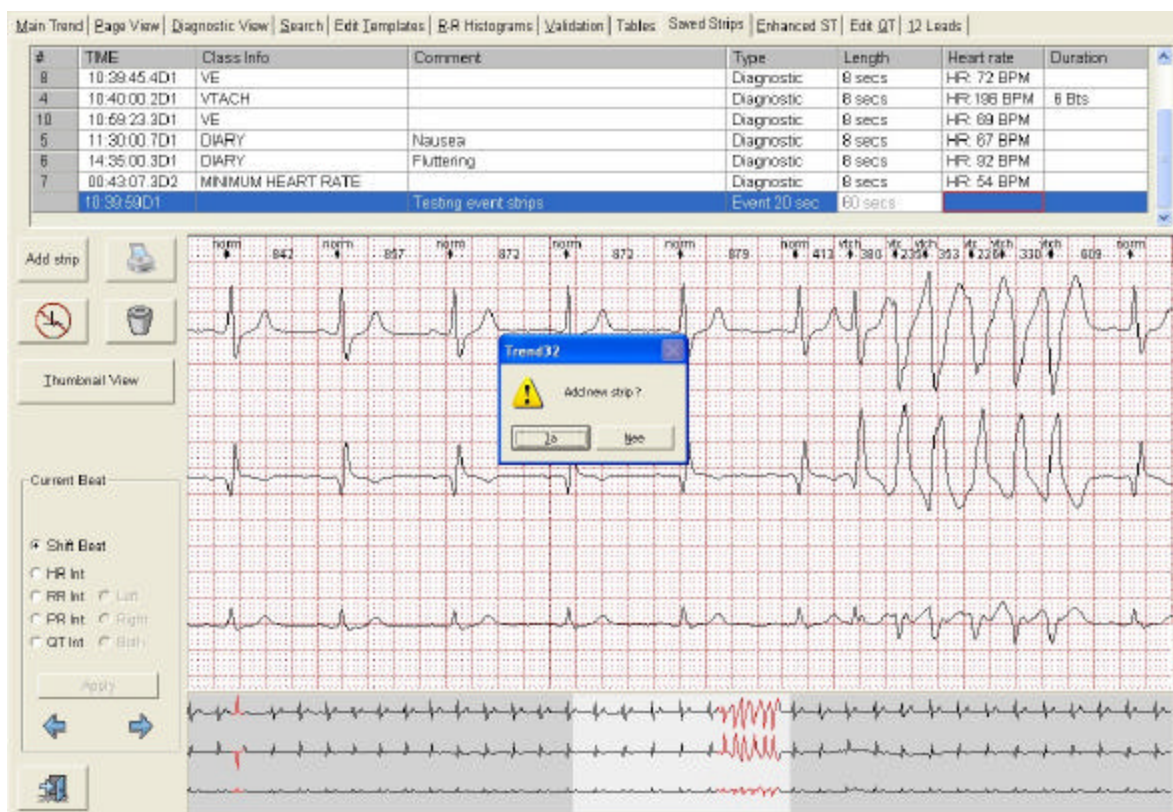 Main Trend | Page View | Diagnostic View | Search | Edit Templates | R-R Histograms | Validation | Tables Saved Strips | Enhanced ST | Edit QT | 12 Leads
# TIME Class Info Comment Type Length Heart rate Duration
8 10:39:45.4D1 VE Diagnostic 8 secs HR: 72 BPM
4 10:40:00.2D1 VTACH Diagnostic 8 secs HR: 196 BPM 6 Bts
10 10:59:23.3D1 VE Diagnostic 8 secs HR: 69 BPM
5 11:30:00.7D1 DIARY Nausea Diagnostic 8 secs HR: 67 BPM
6 14:35:00.3D1 DIARY Fluttering Diagnostic 8 secs HR: 92 BPM
7 00:43:07.3D2 MINIMUM HEART RATE Diagnostic 8 secs HR: 54 BPM
10:39:59D1 Testing event strips Event 20 sec 60 secs
Add strip
norm norm norm norm norm norm vtch vtc vtch vtc vtch vtch norm
842 857 872 872 879 413 380 235 353 226 330 609
Trend32
Add new strip ?
Ja Nee
Thumbnail View
Current Beat
Shift Beat
HR Int
RR Int Left
PR Int Right
QT Int Both
Apply